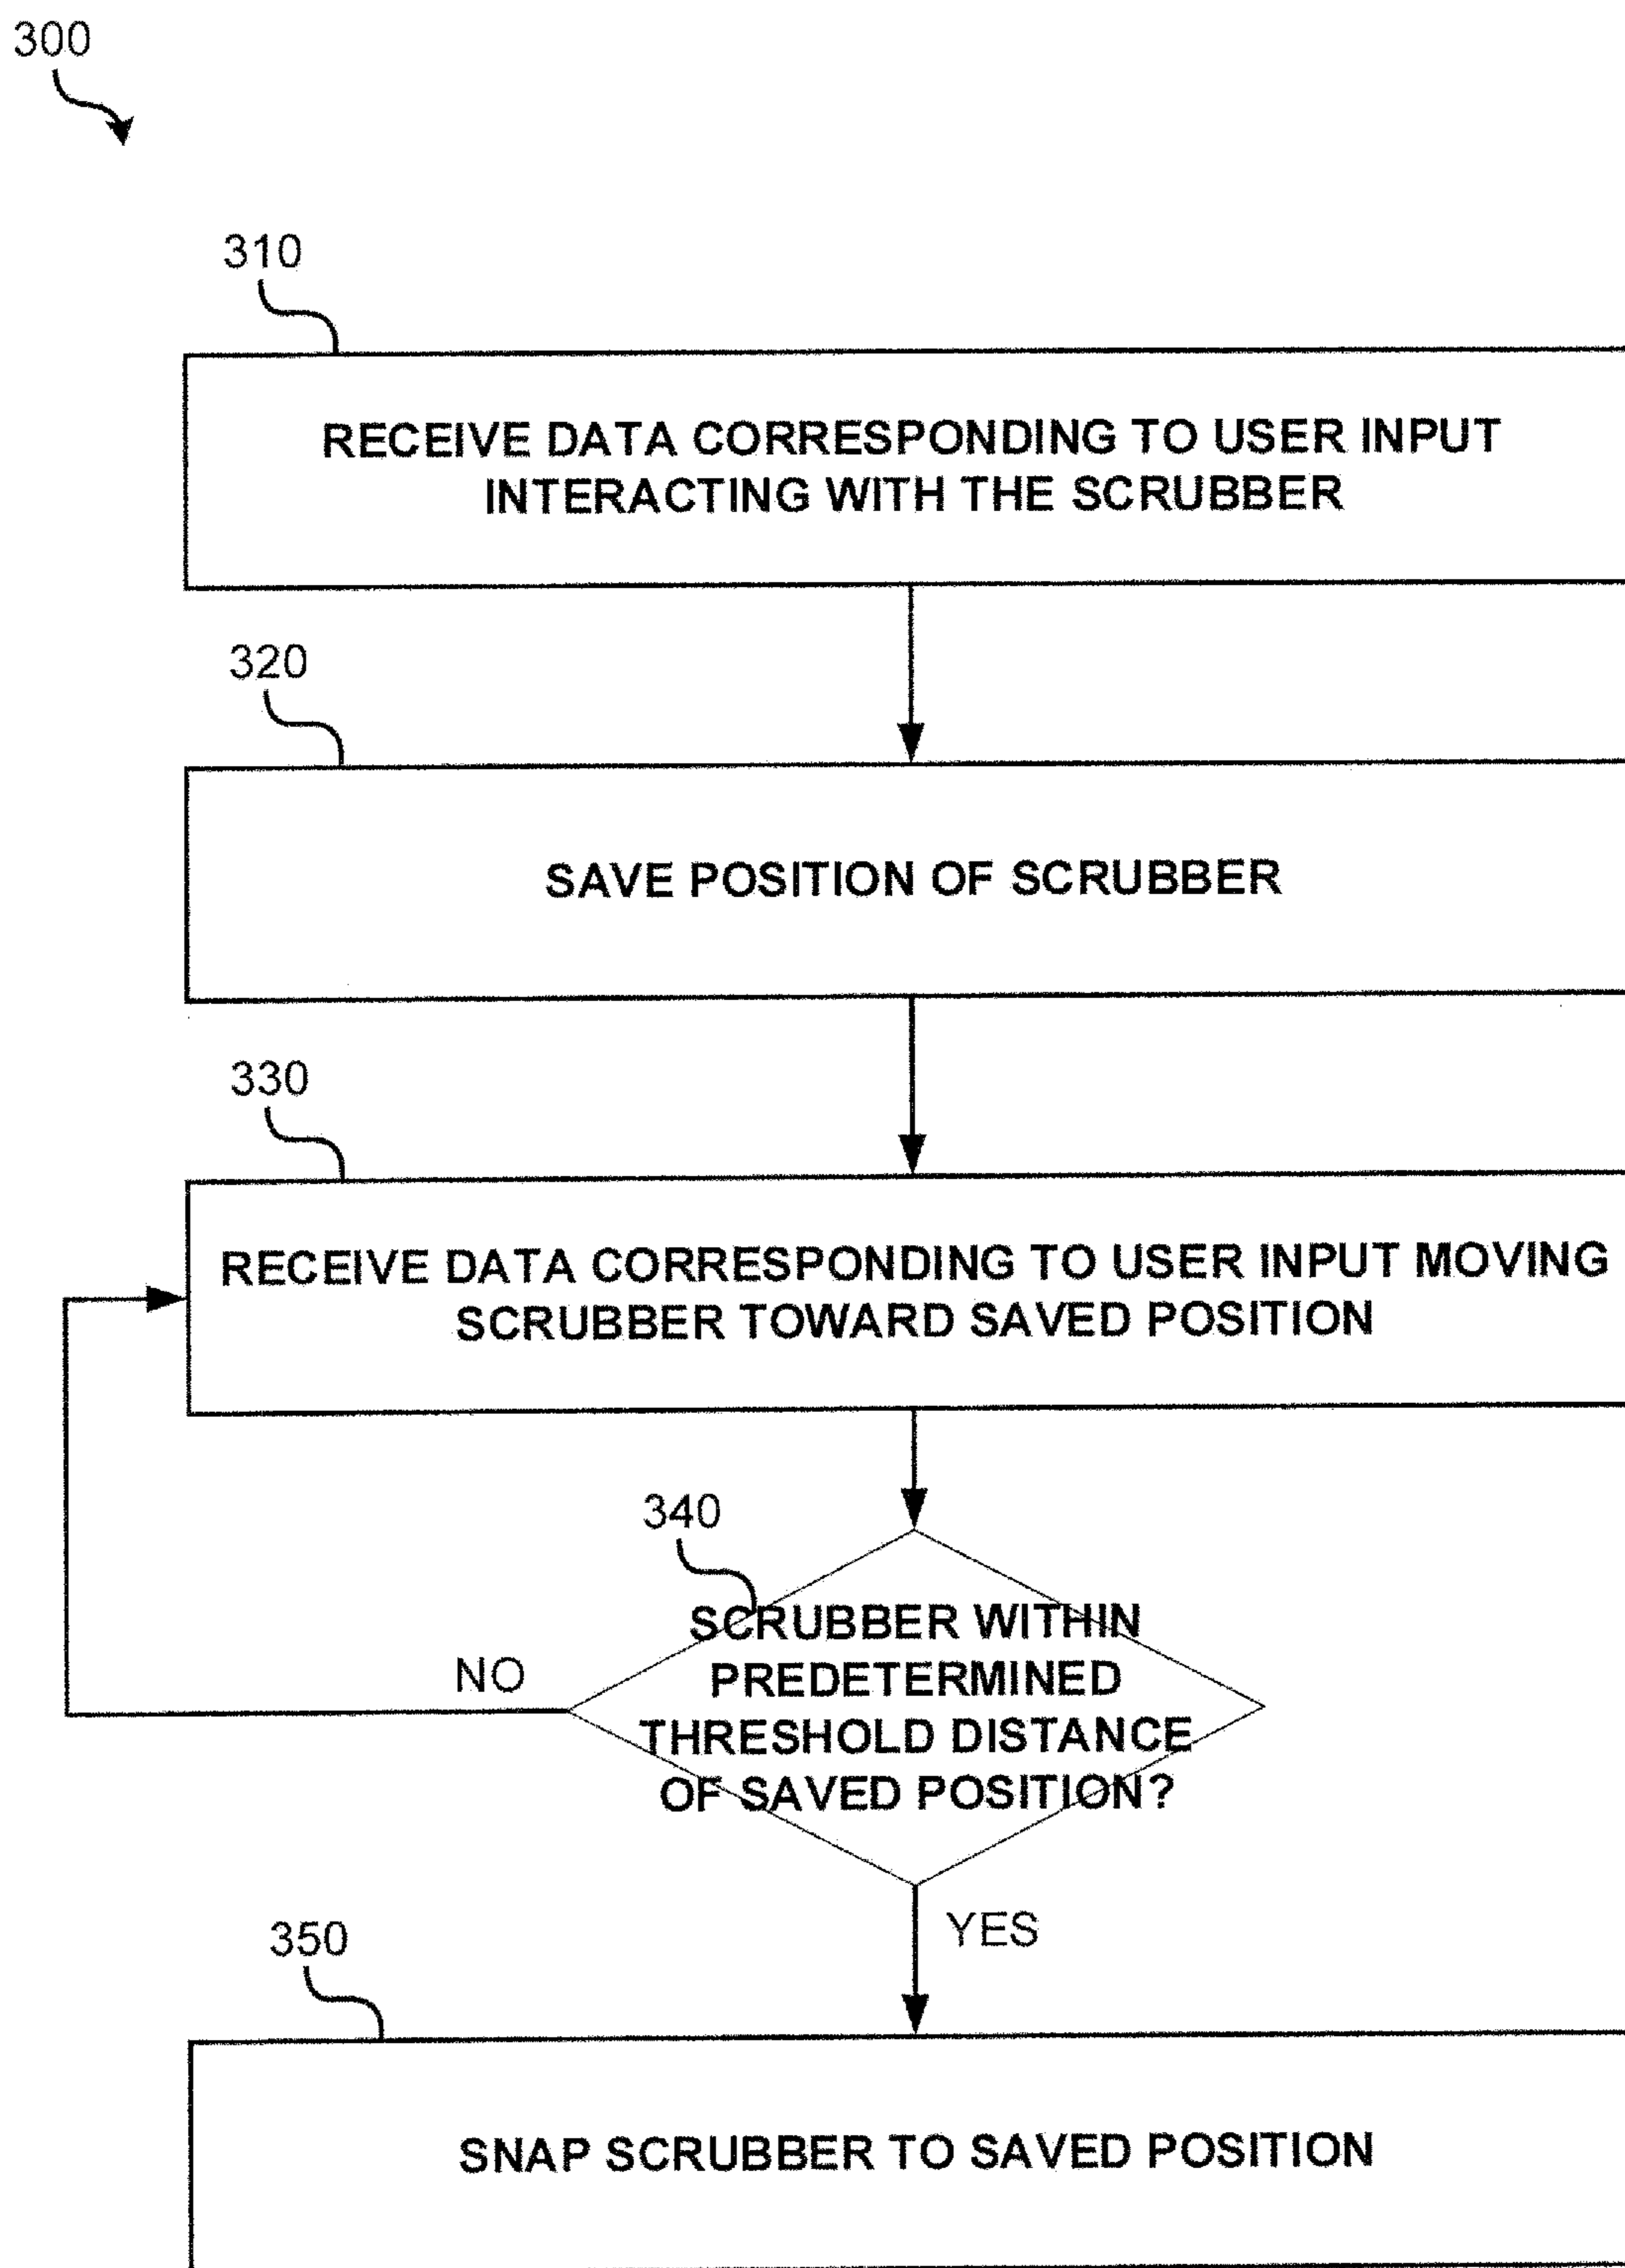 300
310
RECEIVE DATA CORRESPONDING TO USER INPUT
INTERACTING WITH THE SCRUBBER
320
SAVE POSITION OF SCRUBBER
330
RECEIVE DATA CORRESPONDING TO USER INPUT MOVING
SCRUBBER TOWARD SAVED POSITION
340
SCRUBBER WITHIN
PREDETERMINED
THRESHOLD DISTANCE
OF SAVED POSITION?
NO
YES
350
SNAP SCRUBBER TO SAVED POSITION